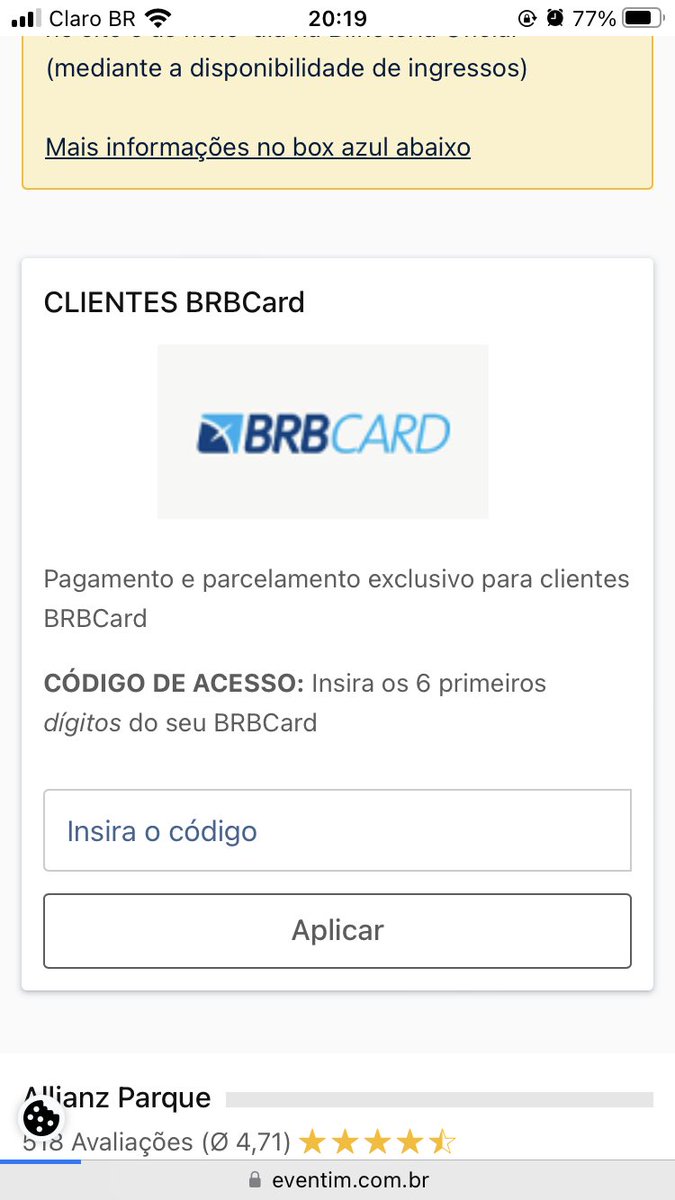 Claro BR 20:19 77%
(mediante a disponibilidade de ingressos)
Mais informações no box azul abaixo
CLIENTES BRBCard
BRBCARD
Pagamento e parcelamento exclusivo para clientes
BRBCard
CÓDIGO DE ACESSO: Insira os 6 primeiros
dígitos do seu BRBCard
Insira o código
Aplicar
Allianz Parque
518 Avaliações (Ø 4,71)
eventim.com.br